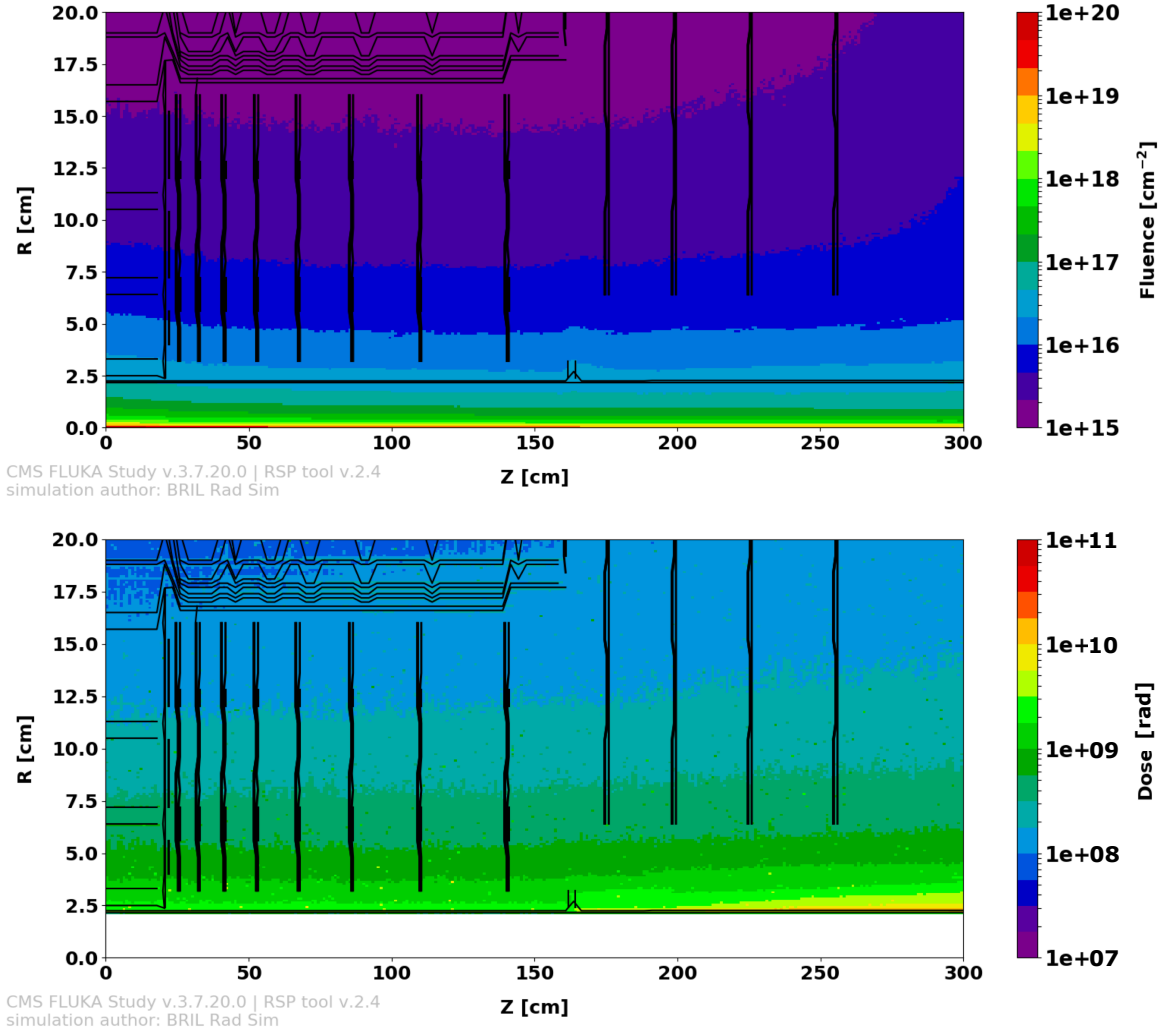 20.0
17.5
15.0
12.5
10.0
7.5
5.0
2.5
0.0
R [cm]
0 50 100 150 200 250 300
Z [cm]
1e+20
1e+19
1e+18
1e+17
1e+16
1e+15
Fluence [cm⁻²]
CMS FLUKA Study v.3.7.20.0 | RSP tool v.2.4
simulation author: BRIL Rad Sim
20.0
17.5
15.0
12.5
10.0
7.5
5.0
2.5
0.0
R [cm]
0 50 100 150 200 250 300
Z [cm]
1e+11
1e+10
1e+09
1e+08
1e+07
Dose [rad]
CMS FLUKA Study v.3.7.20.0 | RSP tool v.2.4
simulation author: BRIL Rad Sim